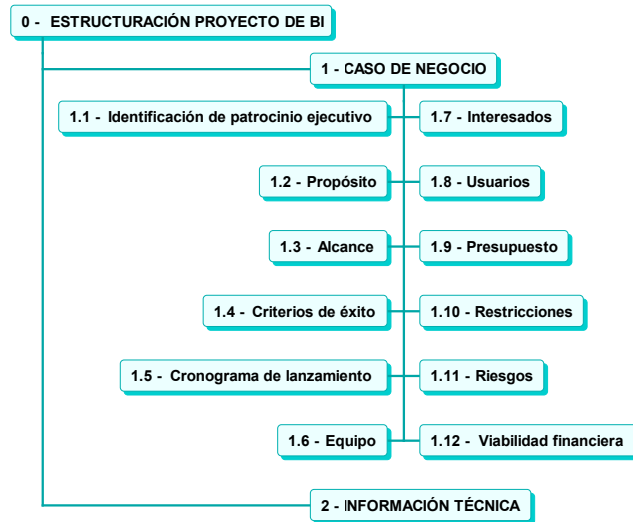 0 - ESTRUCTURACIÓN PROYECTO DE BI
1 - CASO DE NEGOCIO
1.1 - Identificación de patrocinio ejecutivo
1.2 - Propósito
1.3 - Alcance
1.4 - Criterios de éxito
1.5 - Cronograma de lanzamiento
1.6 - Equipo
1.7 - Interesados
1.8 - Usuarios
1.9 - Presupuesto
1.10 - Restricciones
1.11 - Riesgos
1.12 - Viabilidad financiera
2 - INFORMACIÓN TÉCNICA